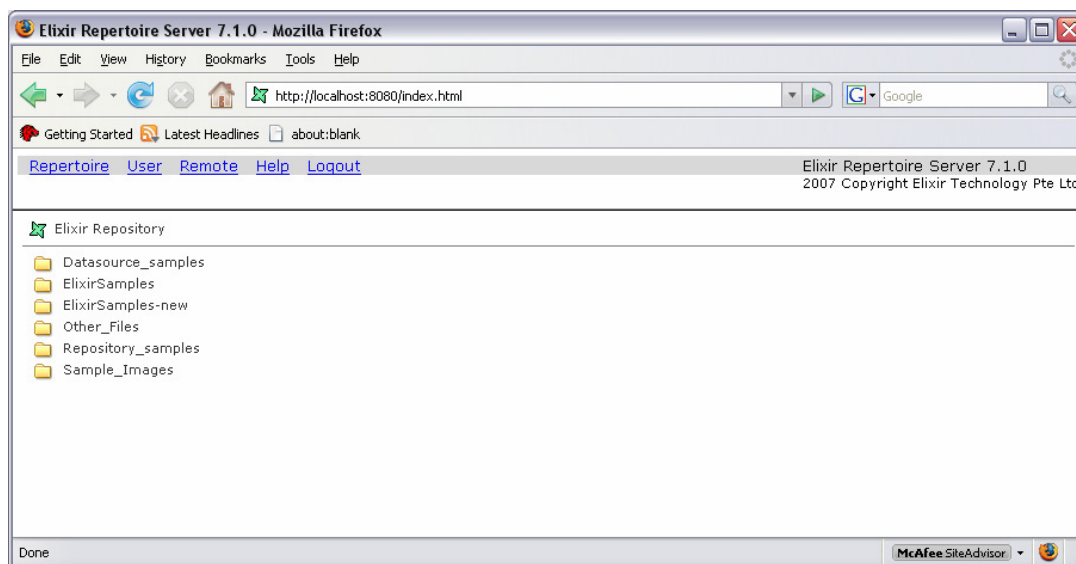 Elixir Repertoire Server 7.1.0 - Mozilla Firefox
File Edit View History Bookmarks Tools Help
http://localhost:8080/index.html G Google
Getting Started Latest Headlines about:blank
Repertoire User Remote Help Logout Elixir Repertoire Server 7.1.0
2007 Copyright Elixir Technology Pte Ltd
Elixir Repository
Datasource_samples
ElixirSamples
ElixirSamples-new
Other_Files
Repository_samples
Sample_Images
Done McAfee SiteAdvisor